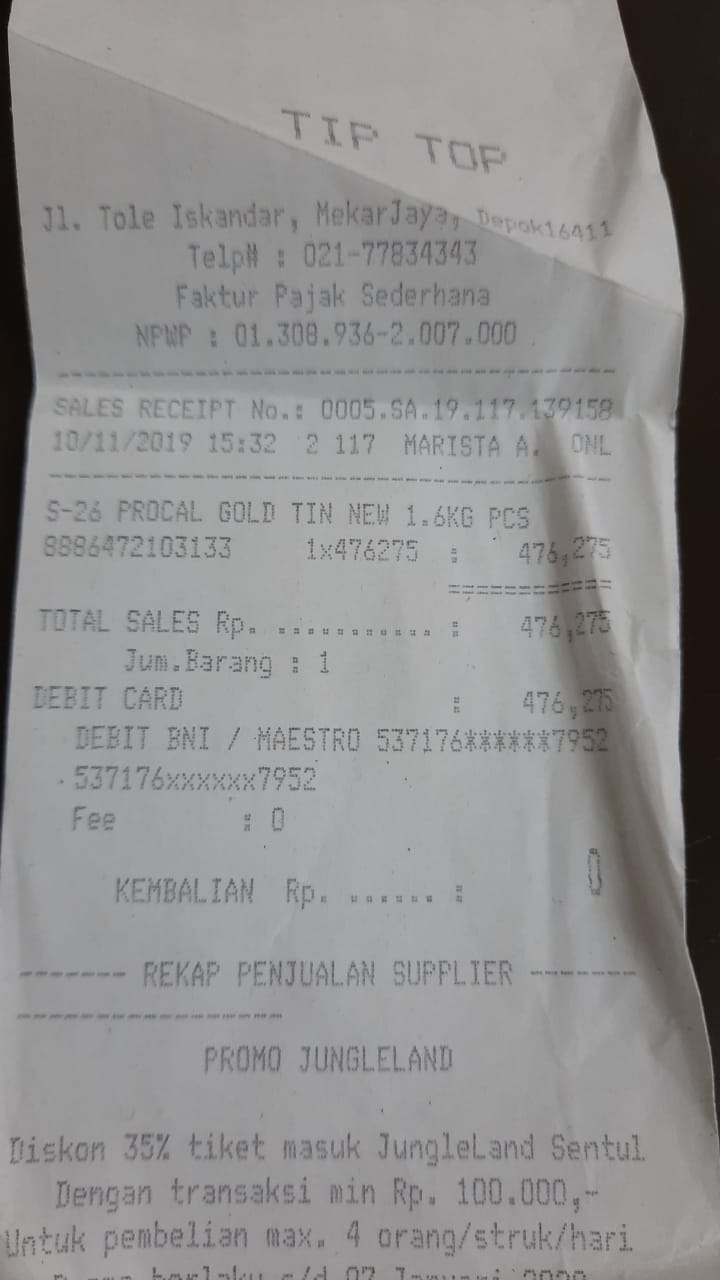 TIP TOP
Jl. Tole Iskandar, MekarJaya, Depok16411
Telp# : 021-77834343
Faktur Pajak Sederhana
NPWP : 01.308.936-2.007.000
SALES RECEIPT No.: 0005.SA.19.117.139158
10/11/2019 15:32 2 117 MARISTA A. ONL
S-26 PROCAL GOLD TIN NEW 1.6KG PCS
8886472103133 1x476275 : 476,275
TOTAL SALES Rp. ............ : 476,275
Jum.Barang : 1
DEBIT CARD : 476,275
DEBIT BNI / MAESTRO 537176******7952
537176xxxxxx7952
Fee : 0
KEMBALIAN Rp. ...... : 0
------- REKAP PENJUALAN SUPPLIER -------
PROMO JUNGLELAND
Diskon 35% tiket masuk JungleLand Sentul
Dengan transaksi min Rp. 100.000,-
Untuk pembelian max. 4 orang/struk/hari
berlaku s/d 07 Januari 2020